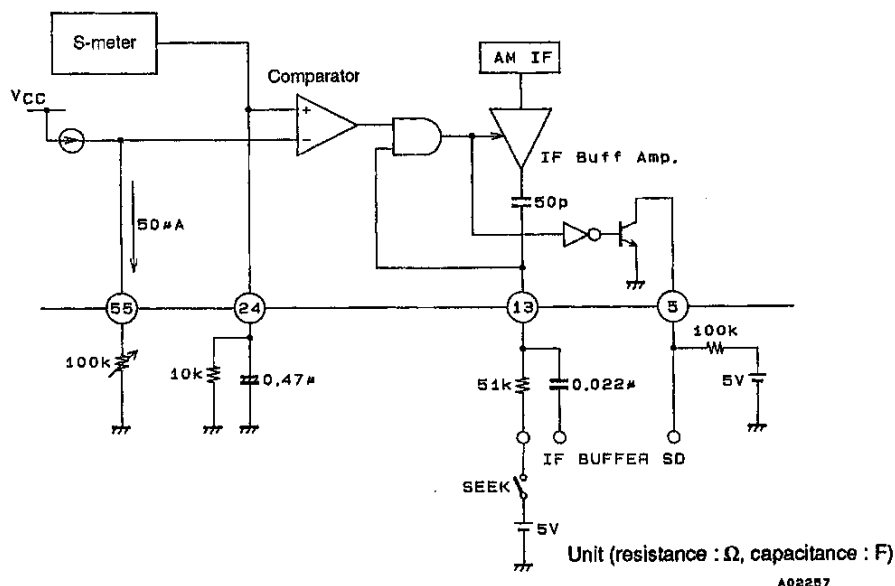 S-meter
AM IF
Comparator
VCC
+
−
IF Buff Amp.
50p
50μA
55
24
13
5
100k
10k
0.47μ
51k
0.022μ
100k
5V
IF BUFFER SD
SEEK
5V
Unit (resistance : Ω, capacitance : F)
A02257